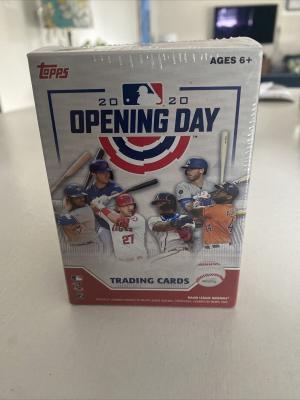 Topps
AGES 6+
2020
OPENING DAY
27
TRADING CARDS